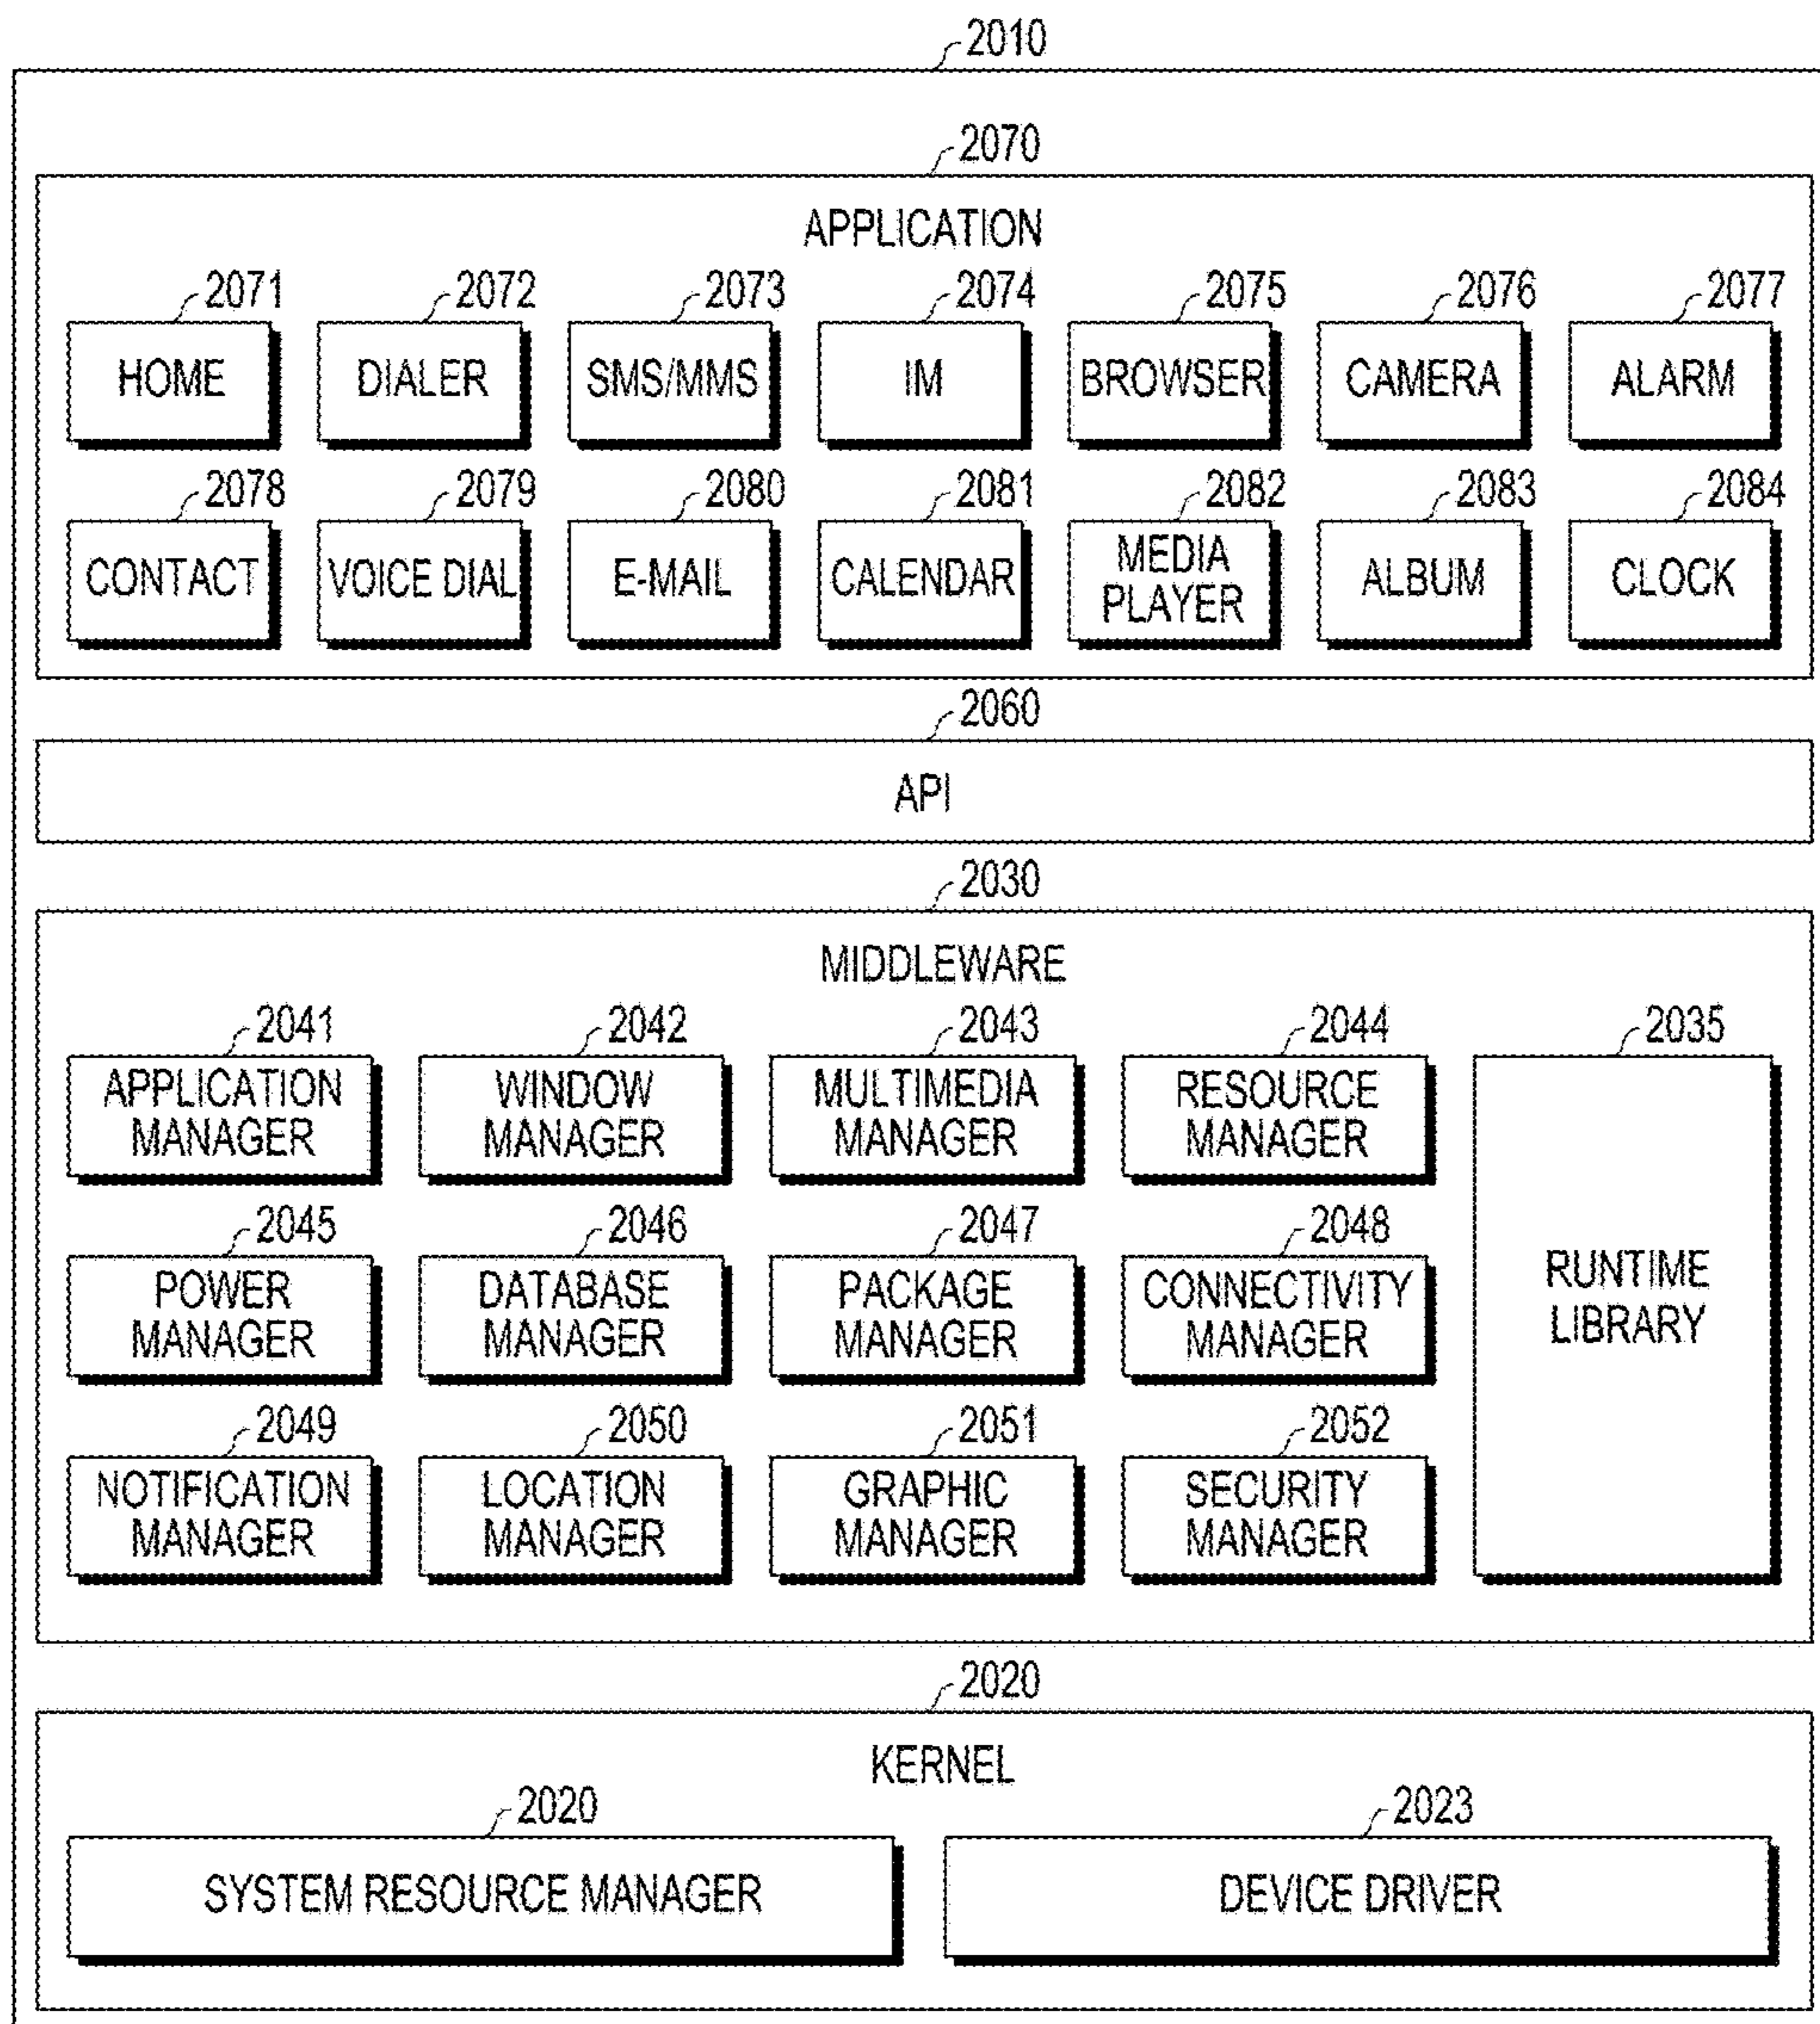 2010
2070
APPLICATION
2071 2072 2073 2074 2075 2076 2077
HOME DIALER SMS/MMS IM BROWSER CAMERA ALARM
2078 2079 2080 2081 2082 2083 2084
CONTACT VOICE DIAL E-MAIL CALENDAR MEDIA PLAYER ALBUM CLOCK
2060
API
2030
MIDDLEWARE
2041 2042 2043 2044 2035
APPLICATION MANAGER WINDOW MANAGER MULTIMEDIA MANAGER RESOURCE MANAGER
2045 2046 2047 2048
POWER MANAGER DATABASE MANAGER PACKAGE MANAGER CONNECTIVITY MANAGER RUNTIME LIBRARY
2049 2050 2051 2052
NOTIFICATION MANAGER LOCATION MANAGER GRAPHIC MANAGER SECURITY MANAGER
2020
KERNEL
2020 2023
SYSTEM RESOURCE MANAGER DEVICE DRIVER